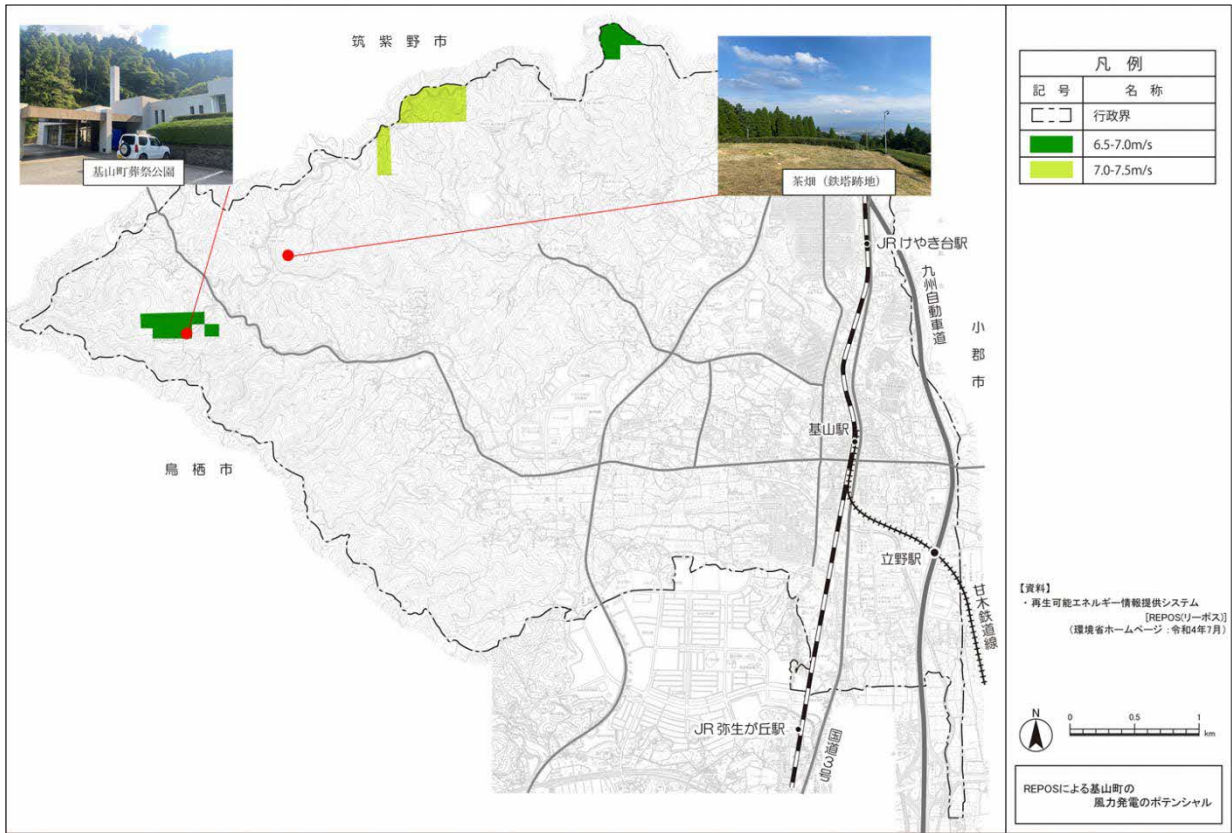 筑紫野市
基山町葬祭公園
茶畑（鉄塔跡地）
JRけやき台駅
九州自動車道
小郡市
基山駅
鳥栖市
立野駅
甘木鉄道線
JR弥生が丘駅
国道3号
凡例
記号 名称
行政界
6.5-7.0m/s
7.0-7.5m/s
【資料】
・再生可能エネルギー情報提供システム
[REPOS(リーポス)]
（環境省ホームページ：令和4年7月）
N
0 0.5 1
km
REPOSによる基山町の
風力発電のポテンシャル